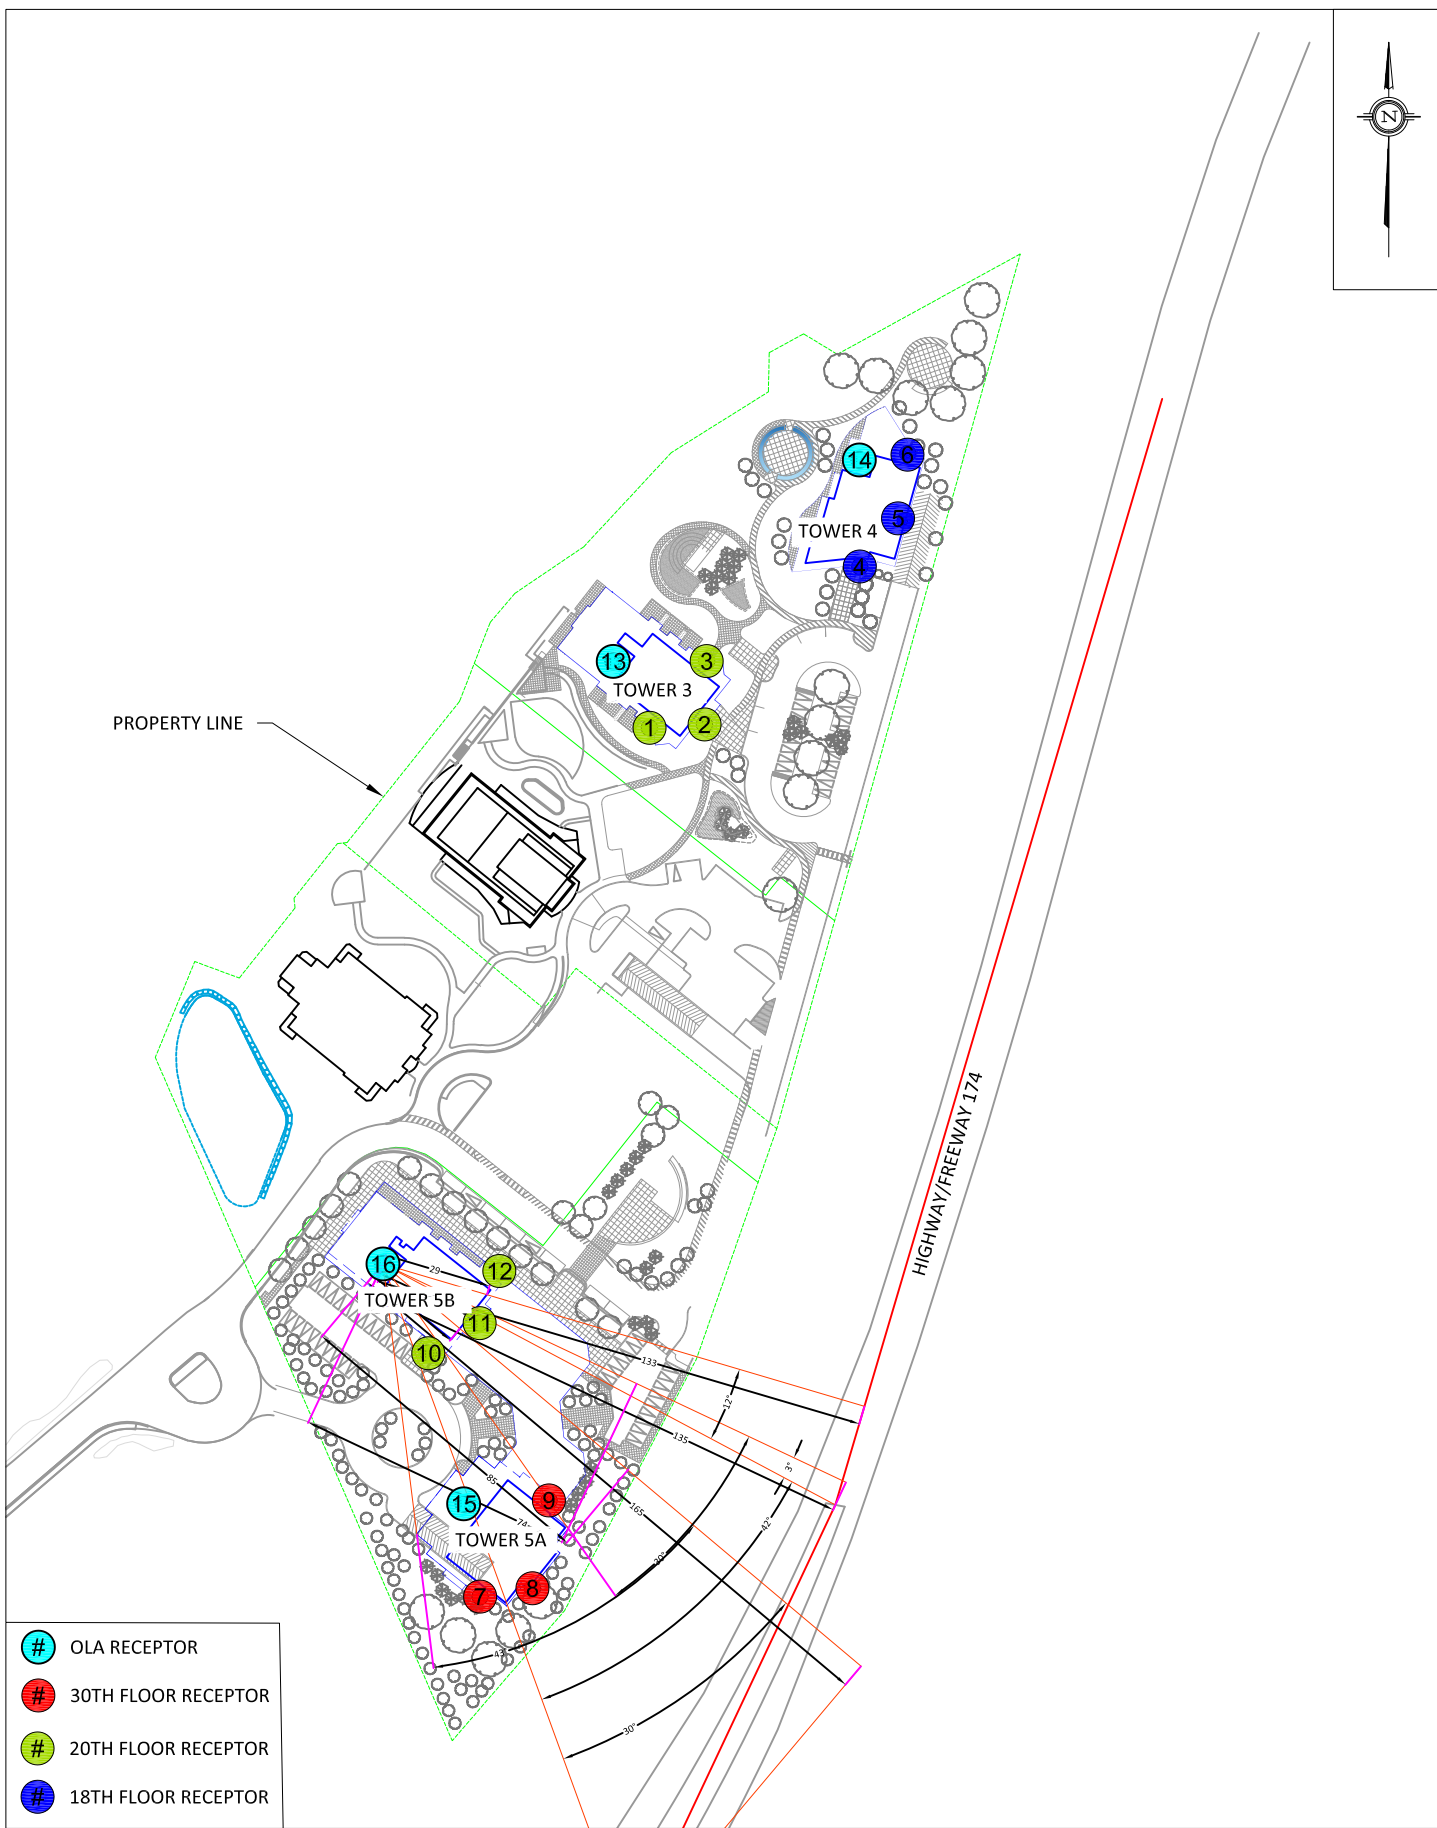 N
6
14
5
TOWER 4
4
3
13
TOWER 3
2
1
PROPERTY LINE
HIGHWAY/FREEWAY 174
16
29
12
TOWER 5B
11
10
133
12°
135
3°
85
165
42°
9
15
74
TOWER 5A
30°
8
7
43
30°
# OLA RECEPTOR
# 30TH FLOOR RECEPTOR
# 20TH FLOOR RECEPTOR
# 18TH FLOOR RECEPTOR